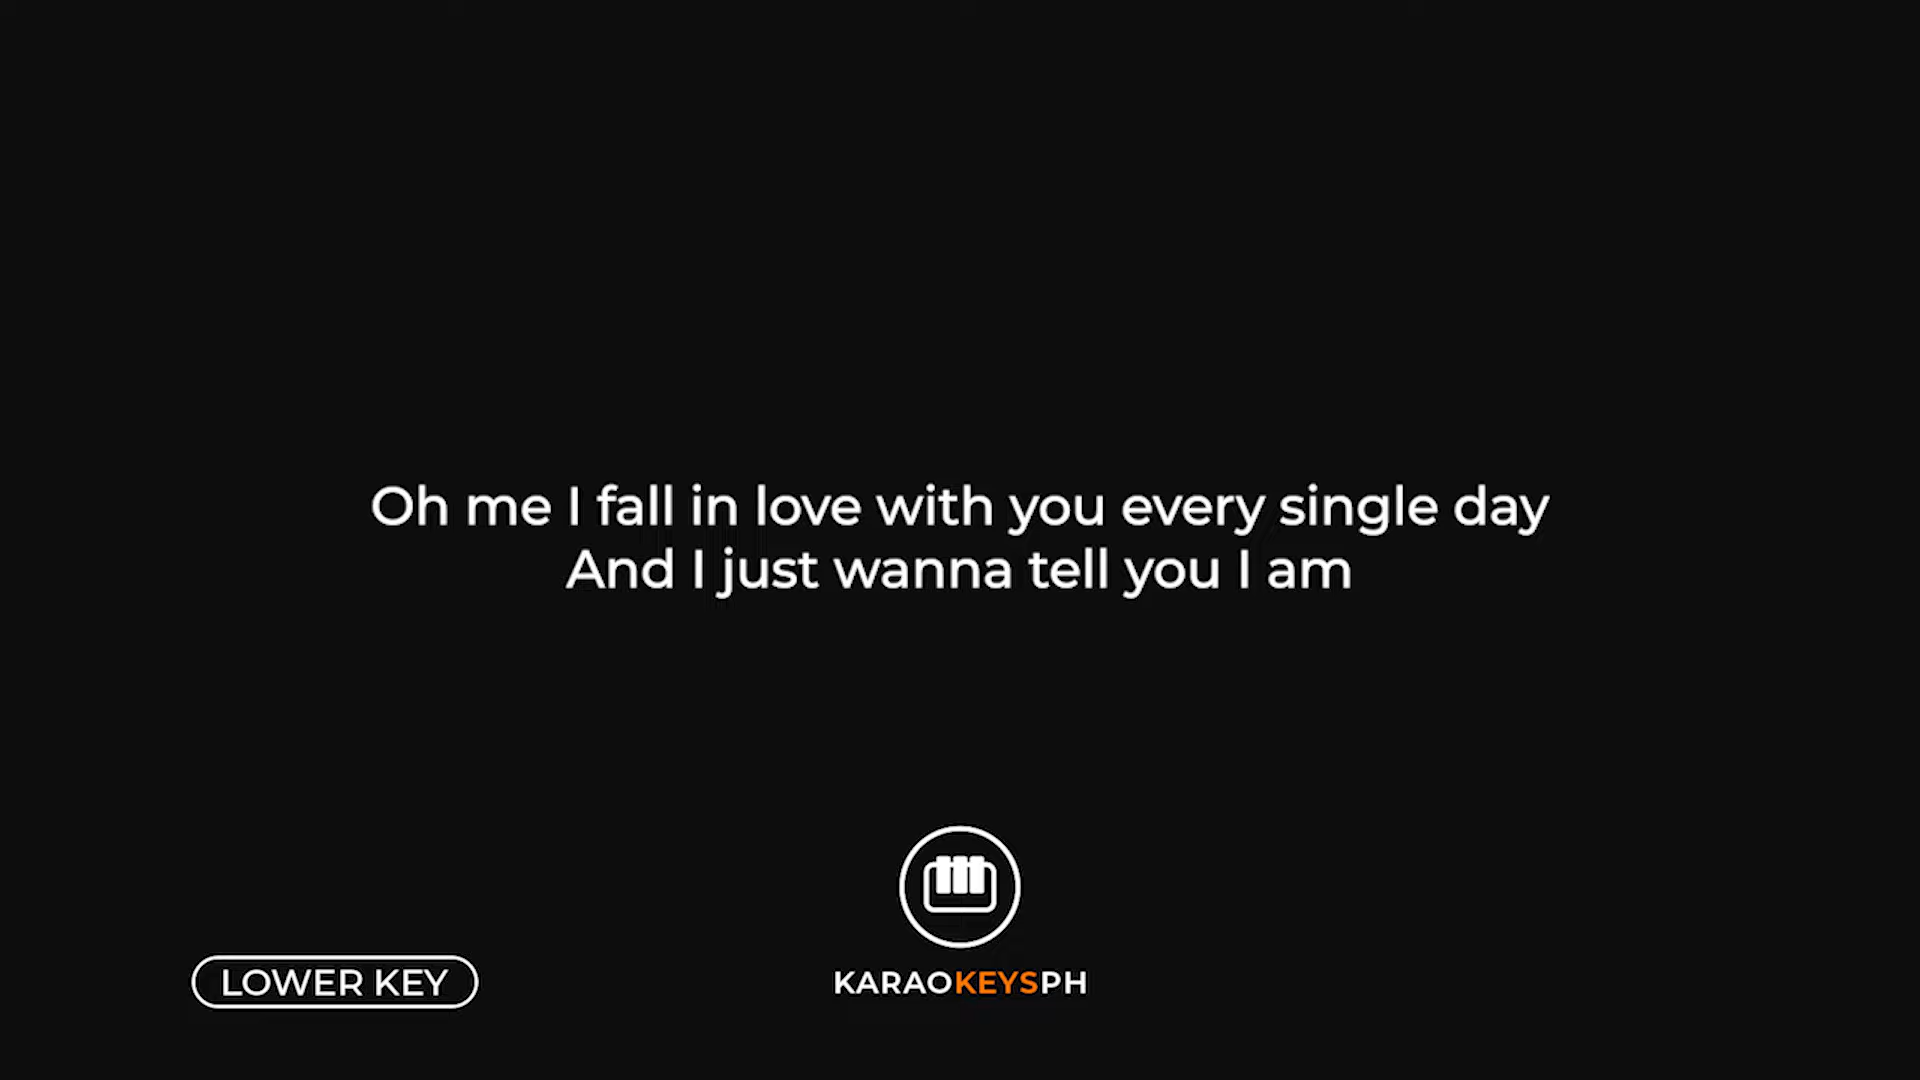 Oh me I fall in love with you every single day
And I just wanna tell you I am
LOWER KEY
KARAOKEYSPH